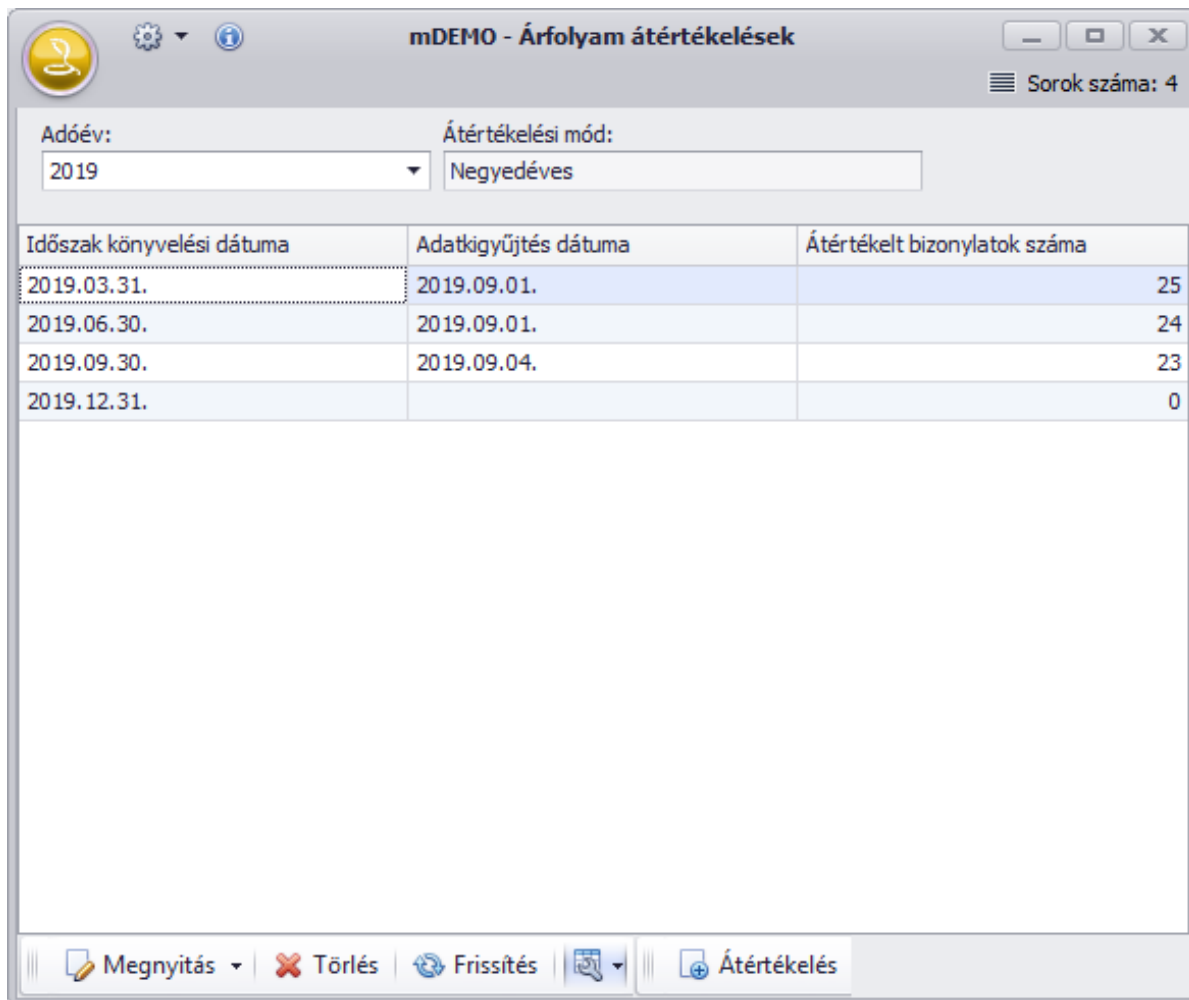 mDEMO - Árfolyam átértékelések
Sorok száma: 4
Adóév: Átértékelési mód:
2019 Negyedéves
Időszak könyvelési dátuma Adatkigyűjtés dátuma Átértékelt bizonylatok száma
2019.03.31. 2019.09.01. 25
2019.06.30. 2019.09.01. 24
2019.09.30. 2019.09.04. 23
2019.12.31. 0
Megnyitás Törlés Frissítés Átértékelés